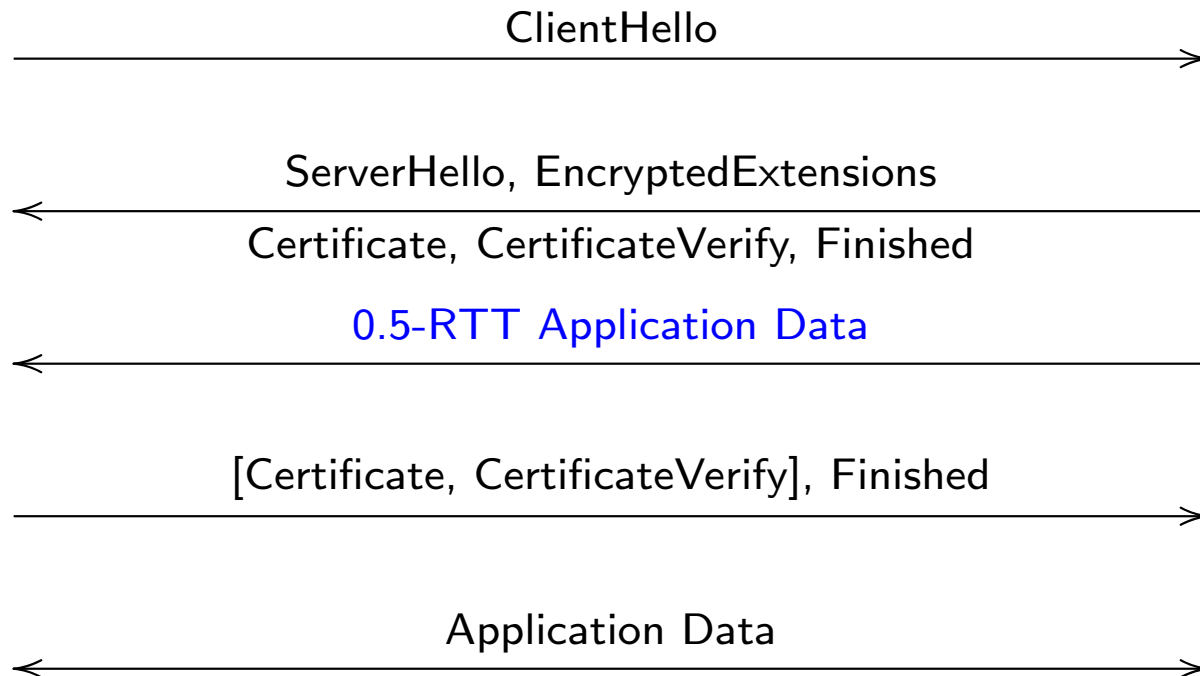 ClientHello
ServerHello, EncryptedExtensions
Certificate, CertificateVerify, Finished
0.5-RTT Application Data
[Certificate, CertificateVerify], Finished
Application Data